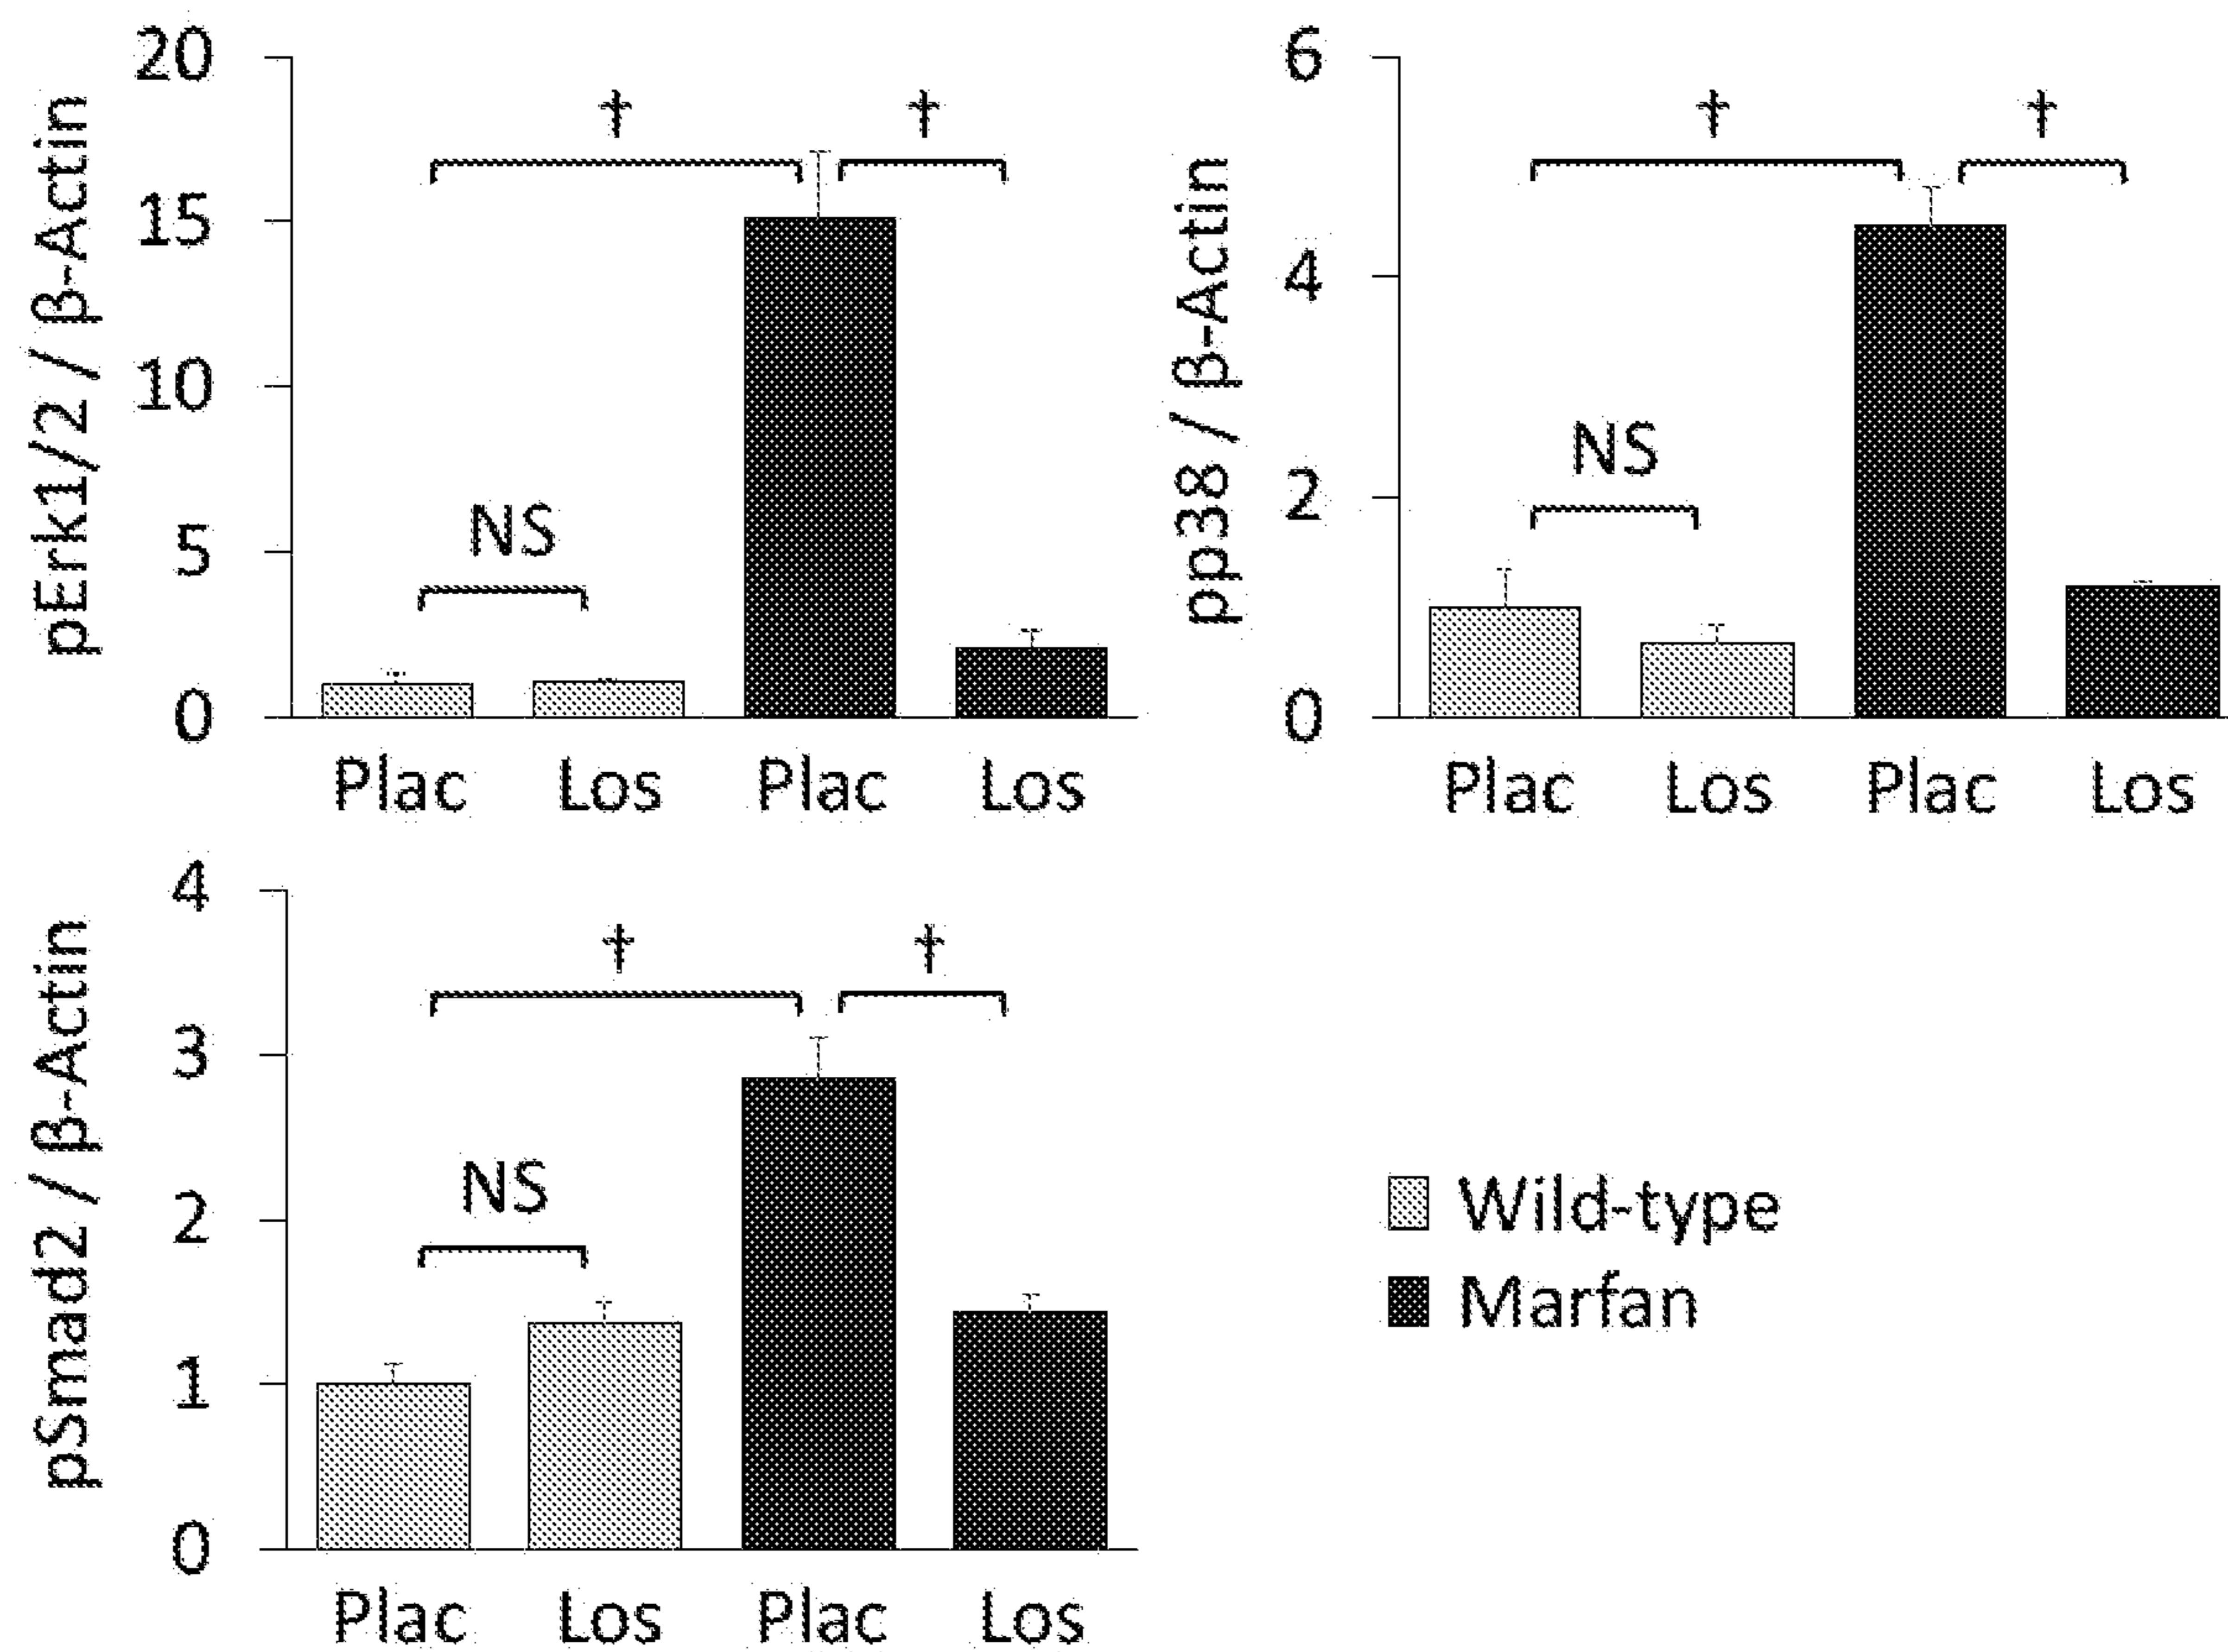 pErk1/2 / β-Actin
20
15
10
5
0
†
†
NS
Plac Los Plac Los
pp38 / β-Actin
6
4
2
0
†
†
NS
Plac Los Plac Los
pSmad2 / β-Actin
4
3
2
1
0
†
†
NS
Plac Los Plac Los
Wild-type
Marfan